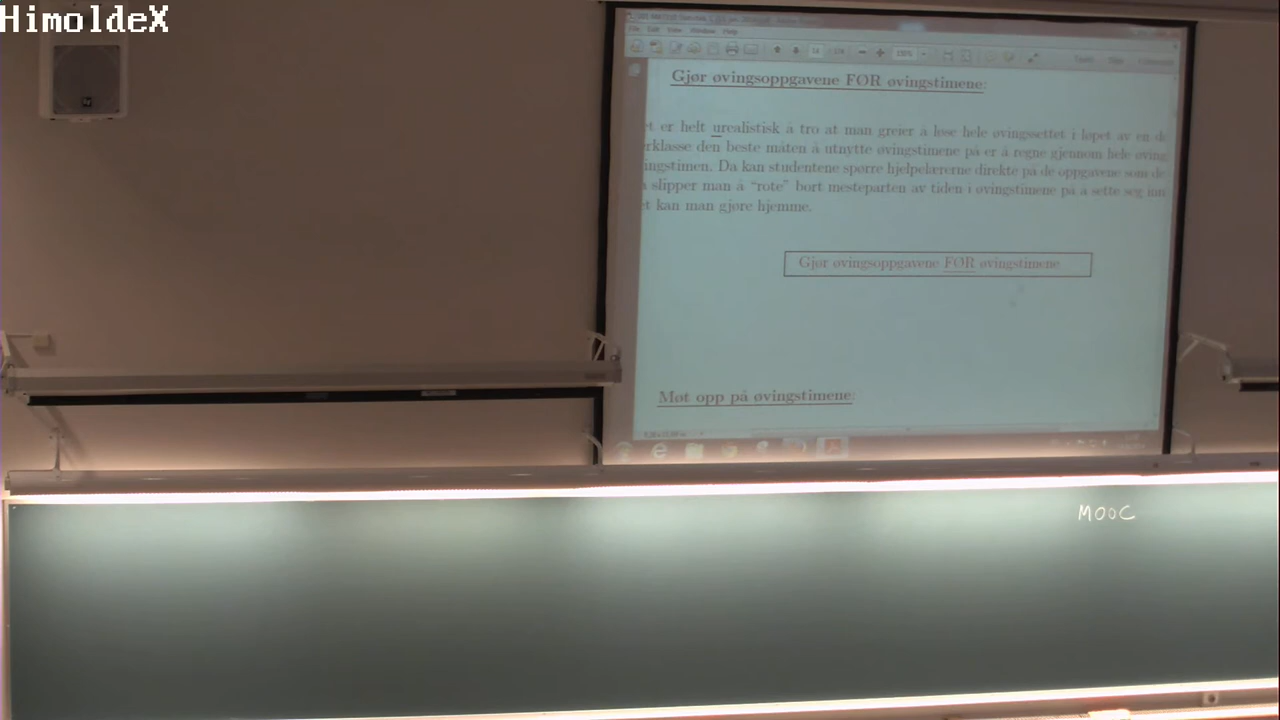 HimoldeX
Gjør øvingsoppgavene FØR øvingstimene:
et er helt urealistisk å tro at man greier å løse hele øvingssettet i løpet av en
rklasse den beste måten å utnytte øvingstimene på er å regne gjennom hele øving
ingstimen. Da kan studentene spørre hjelpelærerne direkte på de oppgavene som de
slipper man å "rote" bort mesteparten av tiden i øvingstimene på å sette seg inn
et kan man gjøre hjemme.
Gjør øvingsoppgavene FØR øvingstimene
Møt opp på øvingstimene:
MOOC